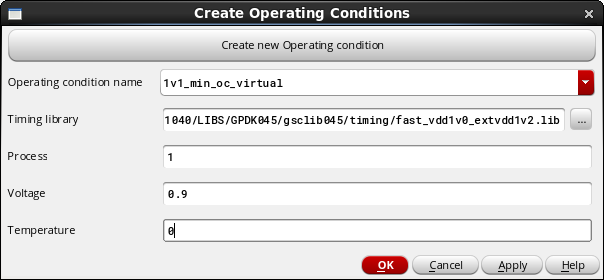 Create Operating Conditions
Create new Operating condition
Operating condition name 1v1_min_oc_virtual
Timing library 1040/LIBS/GPDK045/gsclib045/timing/fast_vdd1v0_extvdd1v2.lib ...
Process 1
Voltage 0.9
Temperature 0
OK Cancel Apply Help